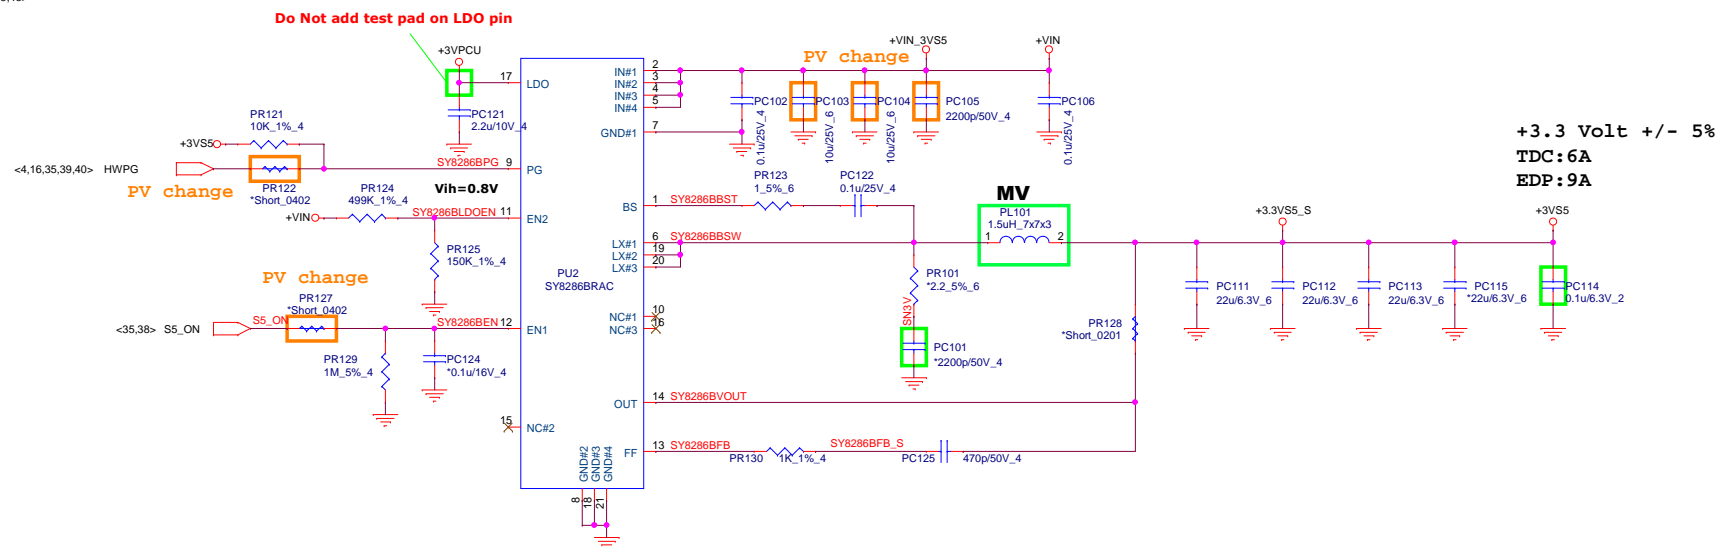 Do Not add test pad on LDO pin
+3VPCU
17
LDO
PC121
2.2u/10V_4
PR121
10K_1%_4
+3VS5
<4,16,35,39,40> HWPG
PV change
PR122
*Short_0402
SY8286BPG
9
PG
PR124
499K_1%_4
Vih=0.8V
+VIN
SY8286BLDOEN
11
EN2
PR125
150K_1%_4
PV change
PR127
*Short_0402
<35,38> S5_ON
S5_ON
SY8286BEN
12
EN1
PR129
1M_5%_4
PC124
*0.1u/16V_4
15
NC#2
PU2
SY8286BRAC
IN#1
IN#2
IN#3
IN#4
2
3
4
5
GND#1
7
BS
1
SY8286BBST
LX#1
LX#2
LX#3
6
19
20
SY8286BBSW
NC#1
NC#3
10
16
OUT
14
SY8286BVOUT
FF
13
SY8286BFB
GND#2
GND#3
GND#4
8
18
21
PV change
+VIN_3VS5
+VIN
PC102
0.1u/25V_4
PC103
10u/25V_6
PC104
10u/25V_6
PC105
2200p/50V_4
PC106
0.1u/25V_4
PR123
1_5%_6
PC122
0.1u/25V_4
MV
PL101
1.5uH_7x7x3
1
2
PR101
*2.2_5%_6
SN3V
PC101
*2200p/50V_4
PR128
*Short_0201
PR130
1K_1%_4
SY8286BFB_S
PC125
470p/50V_4
+3.3VS5_S
+3VS5
PC111
22u/6.3V_6
PC112
22u/6.3V_6
PC113
22u/6.3V_6
PC115
*22u/6.3V_6
PC114
0.1u/6.3V_2
+3.3 Volt +/- 5%
TDC:6A
EDP:9A